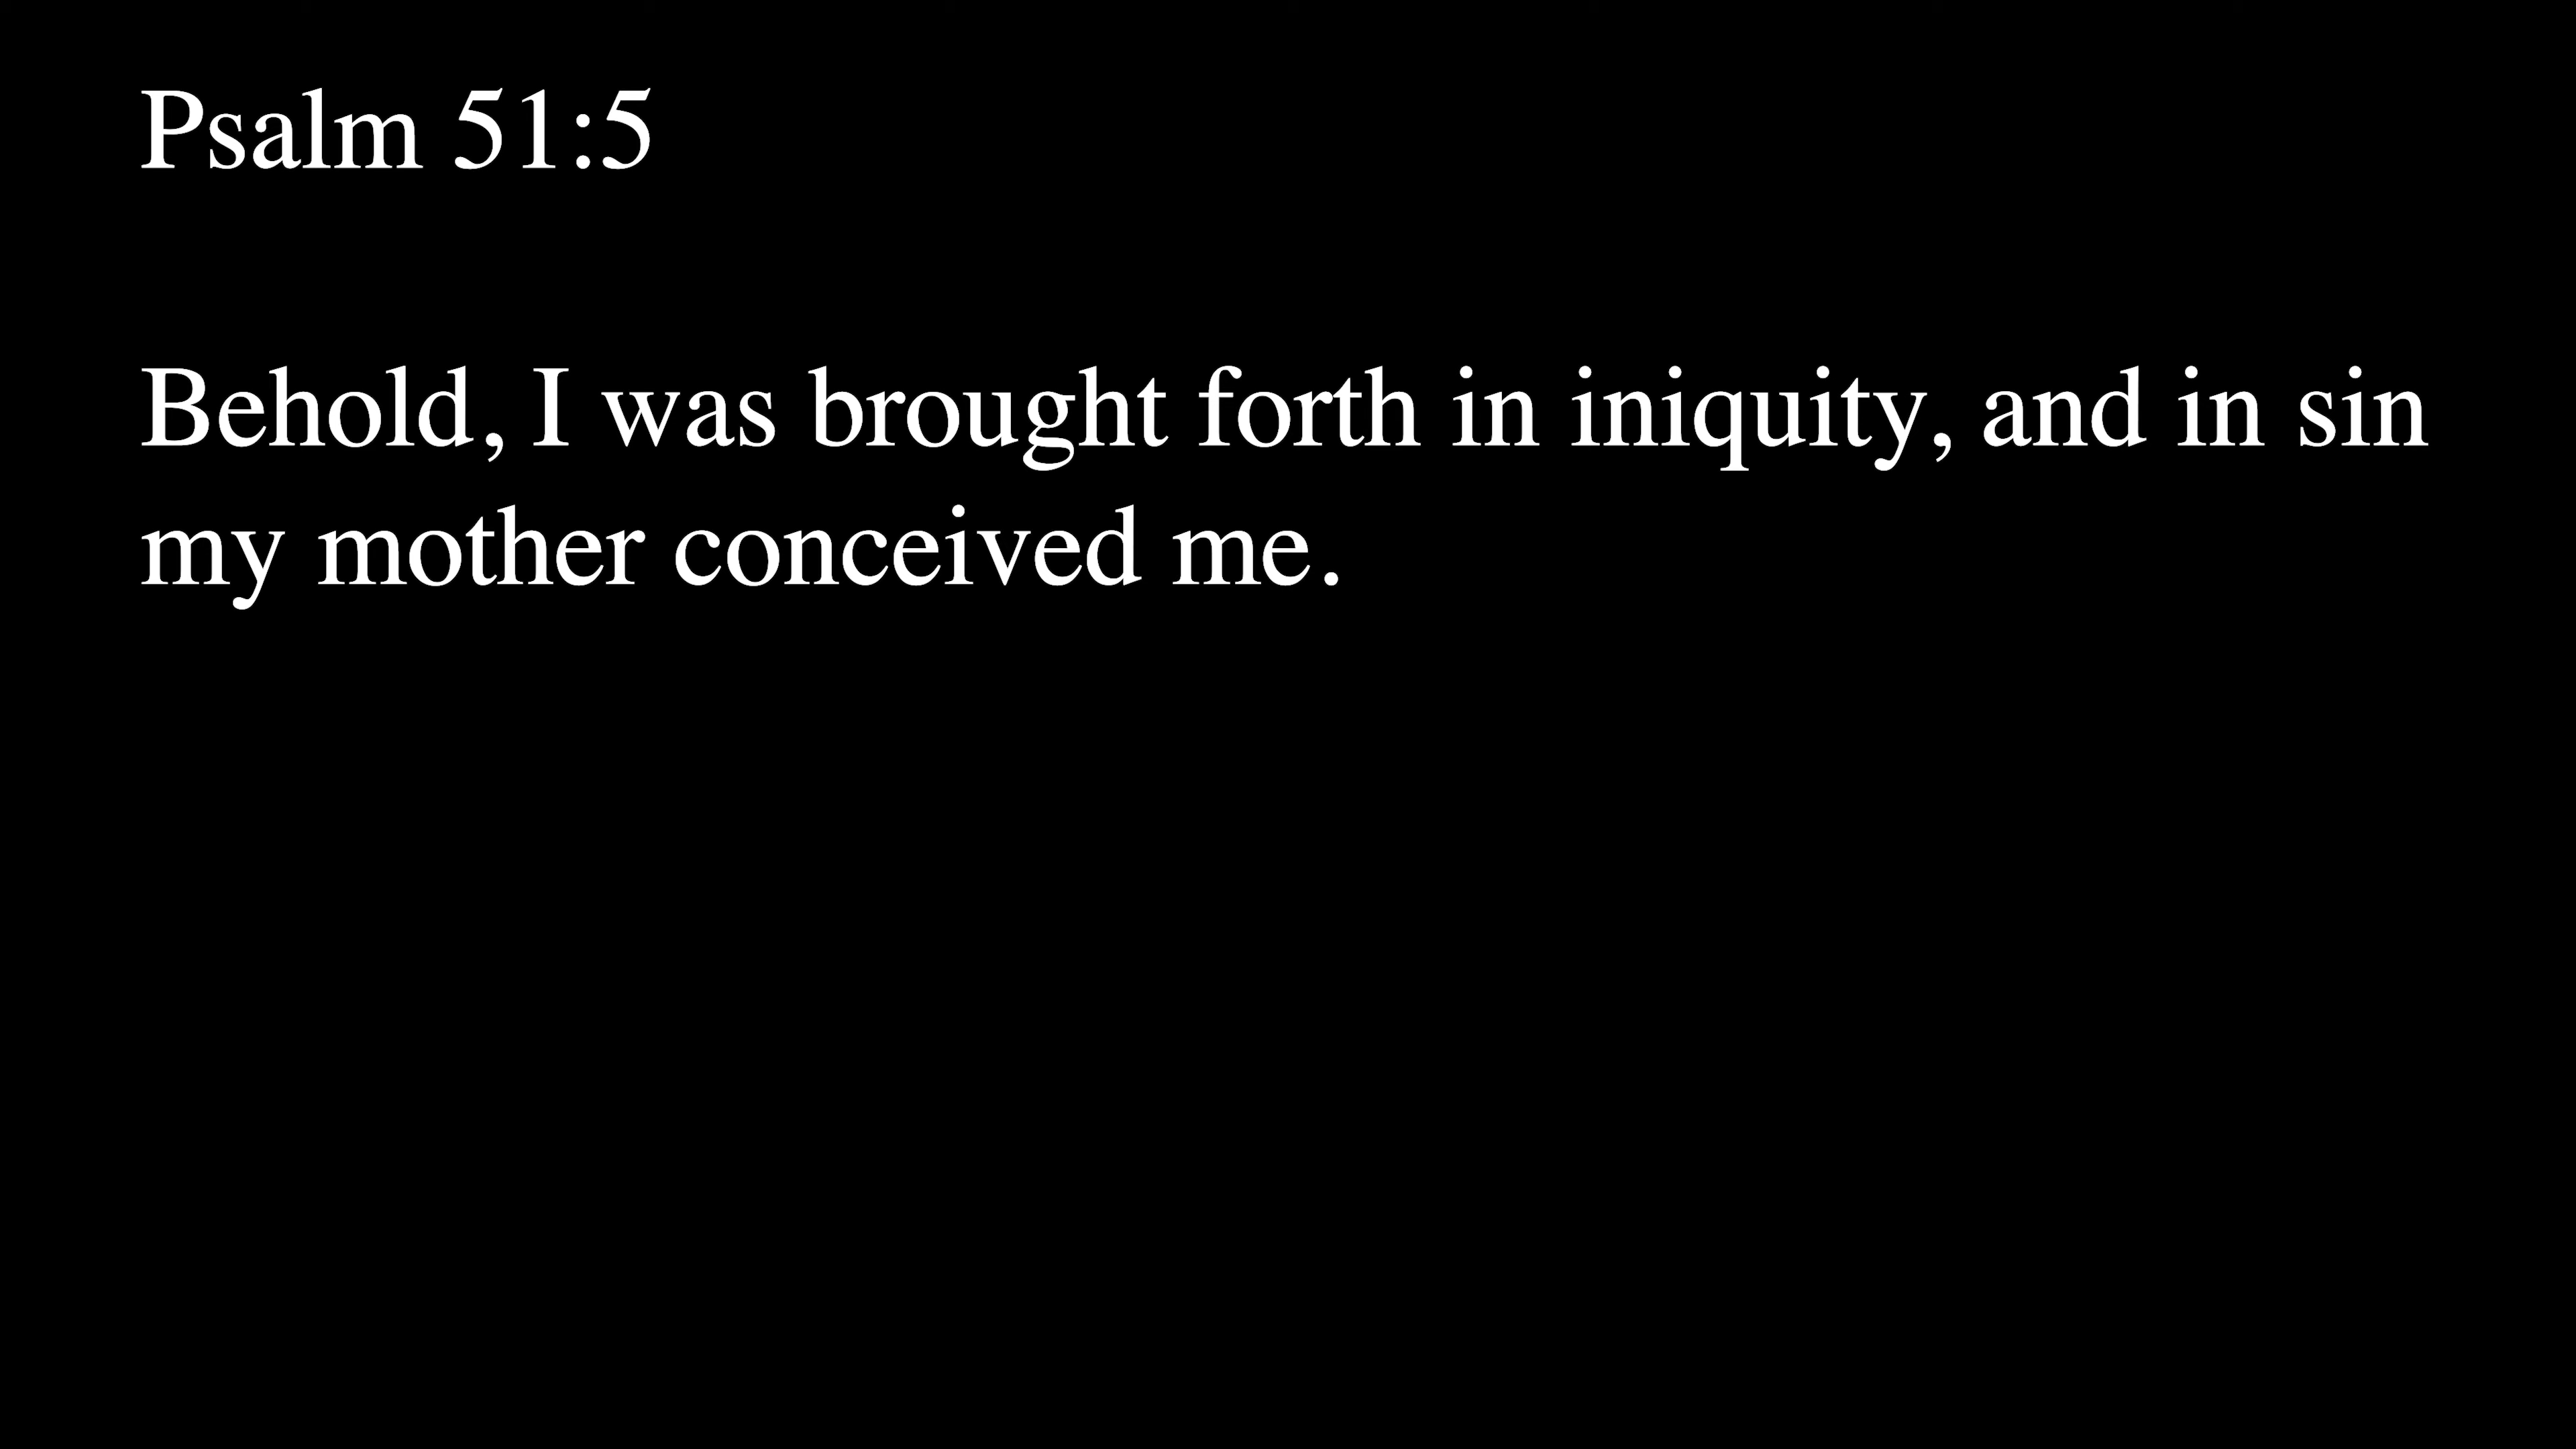 Psalm 51:5
Behold, I was brought forth in iniquity, and in sin
my mother conceived me.